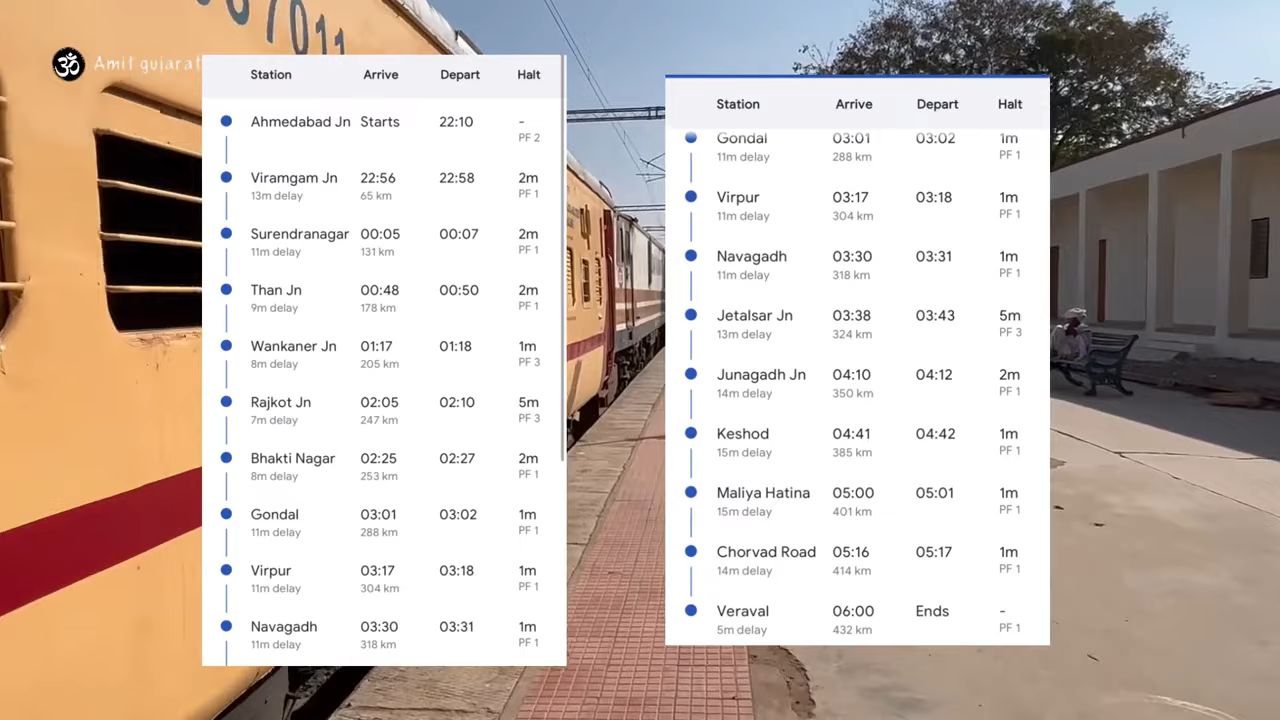 7011
ॐ Amit gujarat
Station Arrive Depart Halt
Ahmedabad Jn Starts 22:10 -
PF 2
Viramgam Jn 22:56 22:58 2m
13m delay 65 km PF 1
Surendranagar 00:05 00:07 2m
11m delay 131 km PF 1
Than Jn 00:48 00:50 2m
9m delay 178 km PF 1
Wankaner Jn 01:17 01:18 1m
8m delay 205 km PF 3
Rajkot Jn 02:05 02:10 5m
7m delay 247 km PF 3
Bhakti Nagar 02:25 02:27 2m
8m delay 253 km PF 1
Gondal 03:01 03:02 1m
11m delay 288 km PF 1
Virpur 03:17 03:18 1m
11m delay 304 km PF 1
Navagadh 03:30 03:31 1m
11m delay 318 km PF 1
Station Arrive Depart Halt
Gondal 03:01 03:02 1m
11m delay 288 km PF 1
Virpur 03:17 03:18 1m
11m delay 304 km PF 1
Navagadh 03:30 03:31 1m
11m delay 318 km PF 1
Jetalsar Jn 03:38 03:43 5m
13m delay 324 km PF 3
Junagadh Jn 04:10 04:12 2m
14m delay 350 km PF 1
Keshod 04:41 04:42 1m
15m delay 385 km PF 1
Maliya Hatina 05:00 05:01 1m
15m delay 401 km PF 1
Chorvad Road 05:16 05:17 1m
14m delay 414 km PF 1
Veraval 06:00 Ends -
5m delay 432 km PF 1